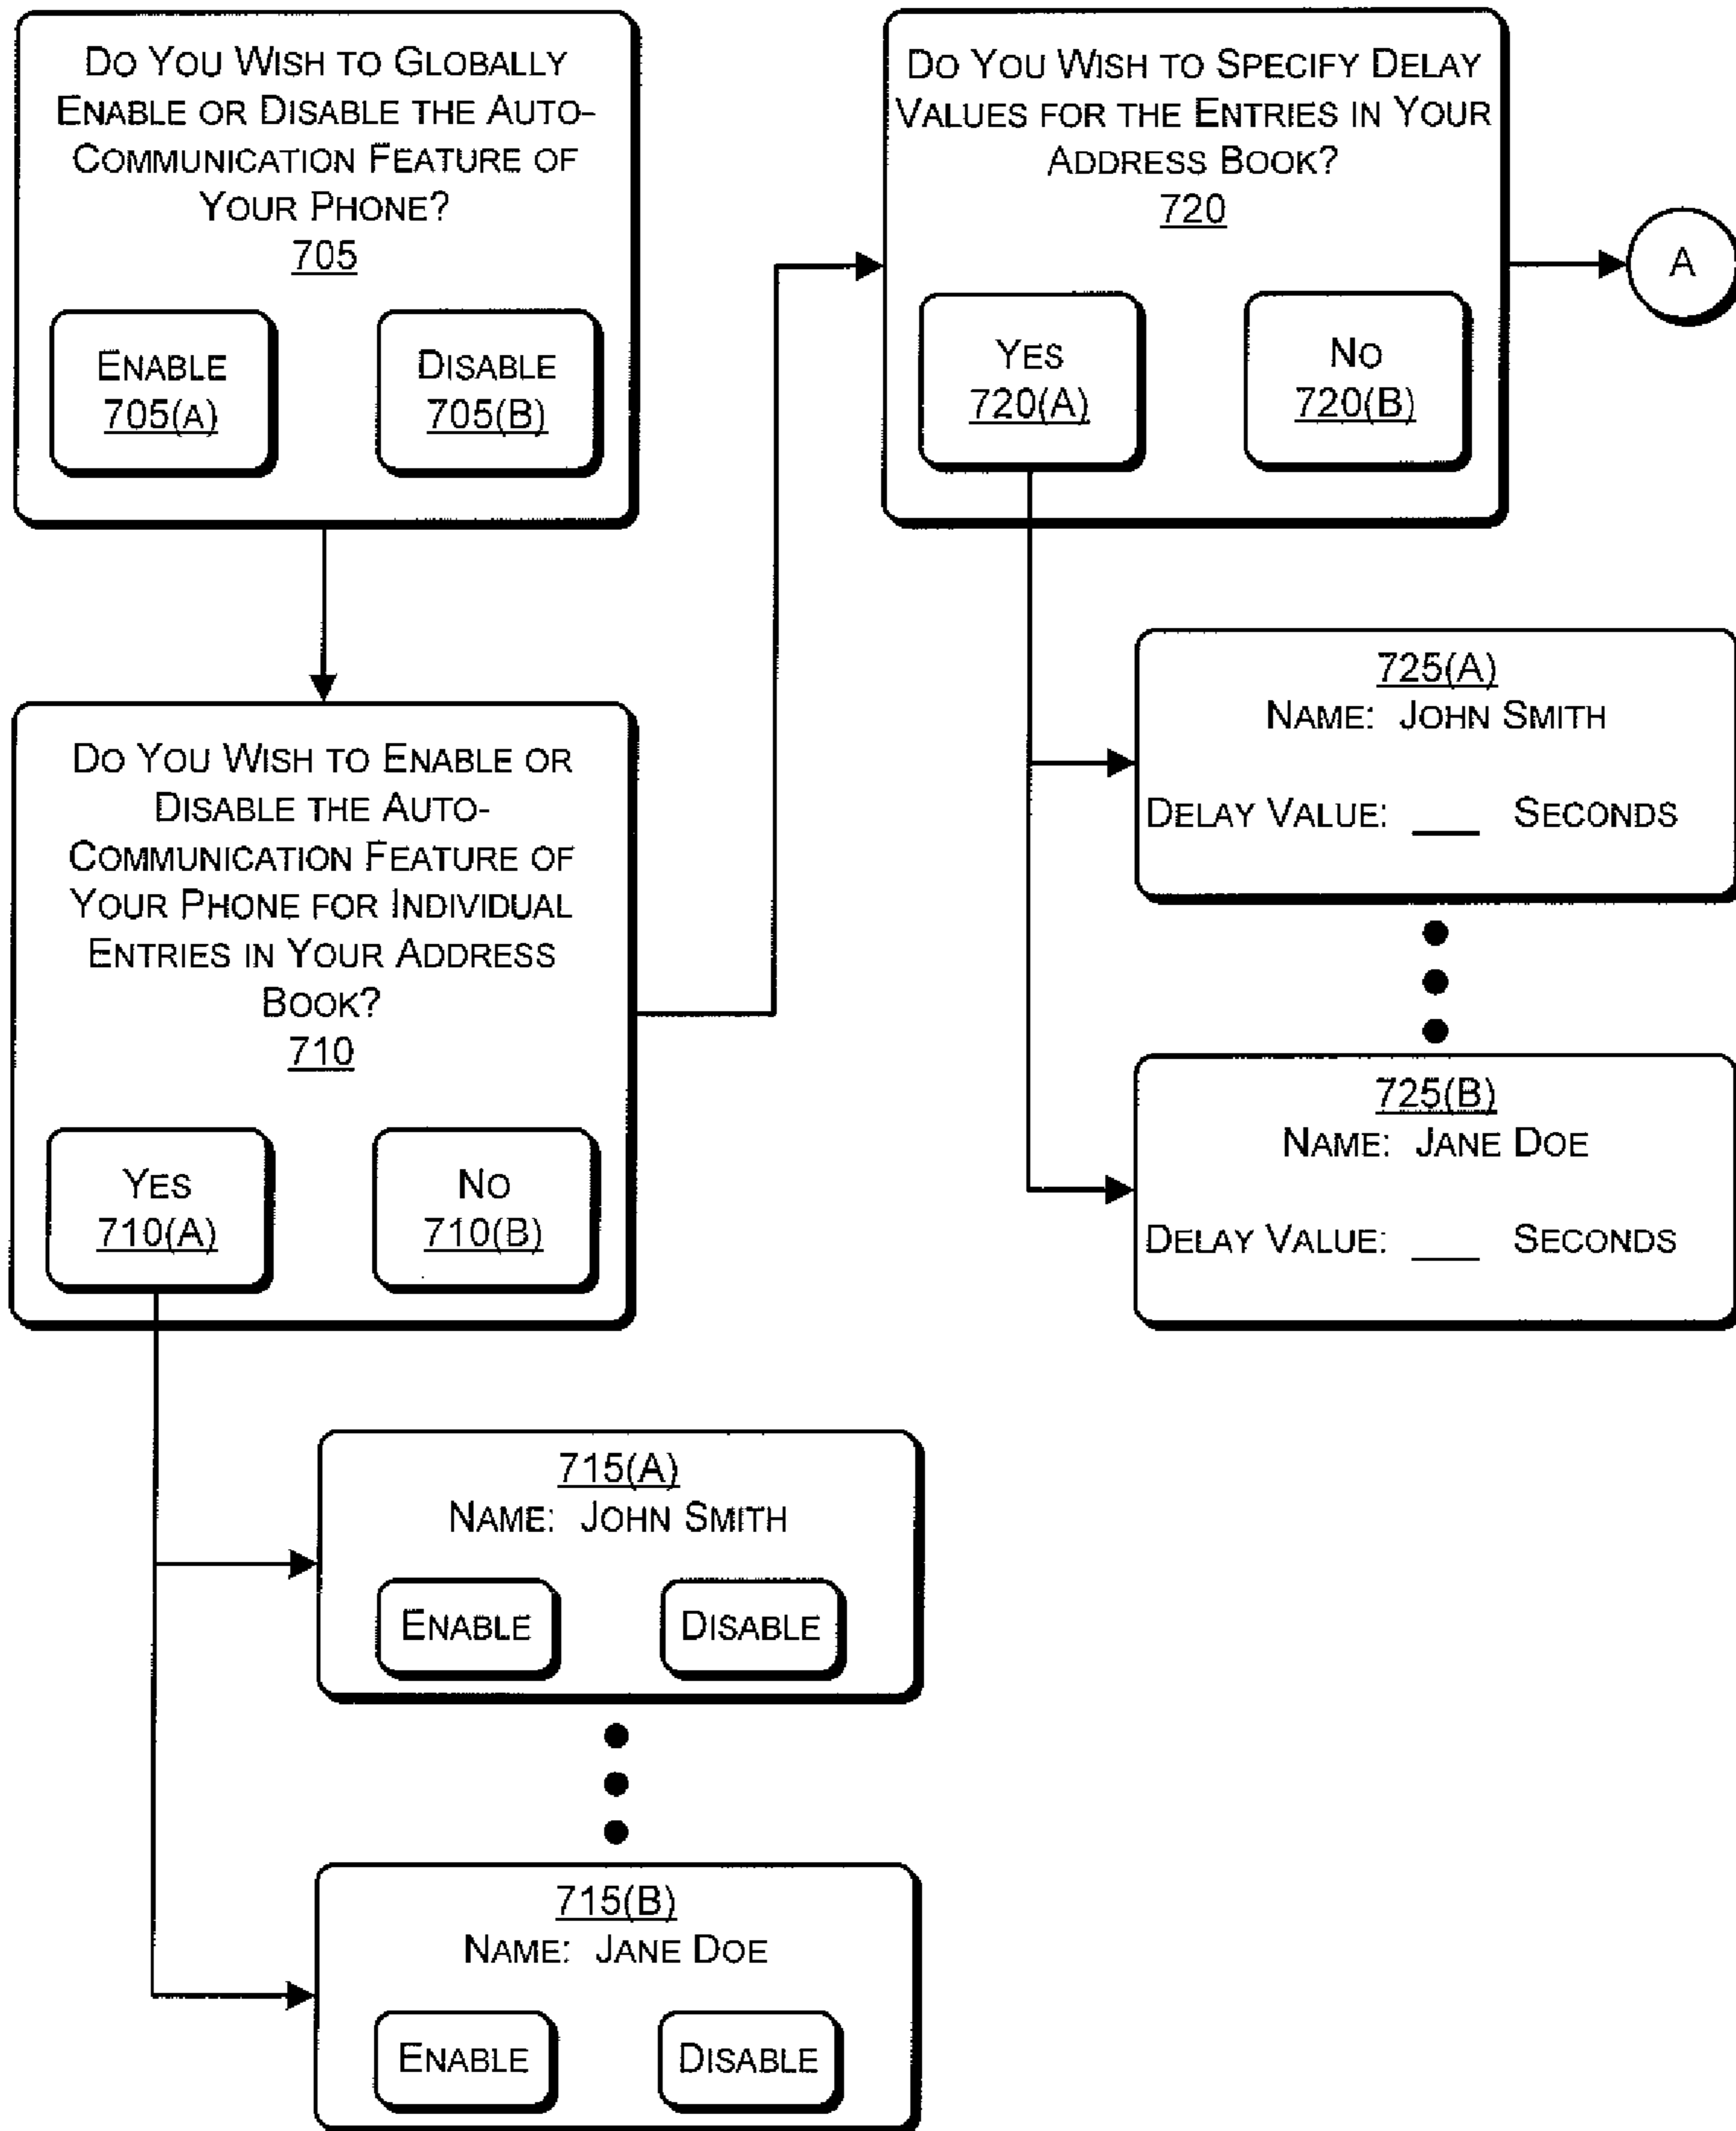 DO YOU WISH TO GLOBALLY
ENABLE OR DISABLE THE AUTO-
COMMUNICATION FEATURE OF
YOUR PHONE?
705
ENABLE
705(A)
DISABLE
705(B)
DO YOU WISH TO ENABLE OR
DISABLE THE AUTO-
COMMUNICATION FEATURE OF
YOUR PHONE FOR INDIVIDUAL
ENTRIES IN YOUR ADDRESS
BOOK?
710
YES
710(A)
NO
710(B)
715(A)
NAME: JOHN SMITH
ENABLE
DISABLE
715(B)
NAME: JANE DOE
ENABLE
DISABLE
DO YOU WISH TO SPECIFY DELAY
VALUES FOR THE ENTRIES IN YOUR
ADDRESS BOOK?
720
YES
720(A)
NO
720(B)
A
725(A)
NAME: JOHN SMITH
DELAY VALUE: ___ SECONDS
725(B)
NAME: JANE DOE
DELAY VALUE: ___ SECONDS